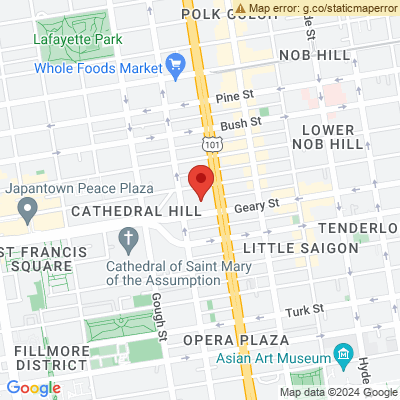 POLK GULCH
Map error: g.co/staticmaperror
Lafayette Park
Hyde St
NOB HILL
Whole Foods Market
Pine St
Bush St
LOWER
NOB HILL
101
Japantown Peace Plaza
CATHEDRAL HILL
Geary St
TENDERLO
ST FRANCIS
SQUARE
LITTLE SAIGON
Cathedral of Saint Mary
of the Assumption
Gough St
Turk St
OPERA PLAZA
FILLMORE
DISTRICT
Asian Art Museum
Hyde
Google
Map data ©2024 Google